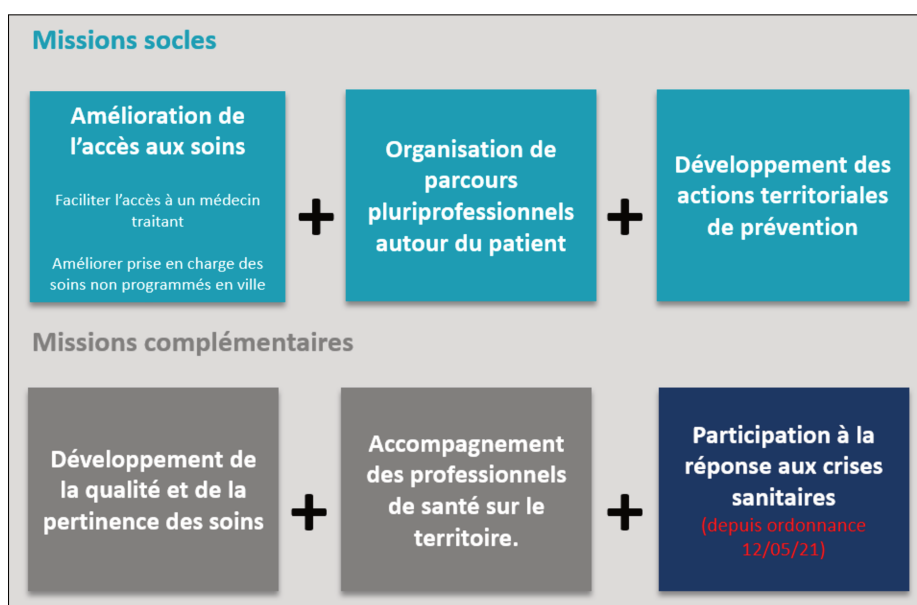 Missions socles
Amélioration de
l'accès aux soins
Faciliter l'accès à un médecin
traitant
Améliorer prise en charge des
soins non programmés en ville
+
Organisation de
parcours
pluriprofessionnels
autour du patient
+
Développement des
actions territoriales
de prévention
Missions complémentaires
Développement de
la qualité et de la
pertinence des soins
+
Accompagnement
des professionnels
de santé sur le
territoire.
+
Participation à la
réponse aux crises
sanitaires
(depuis ordonnance
12/05/21)